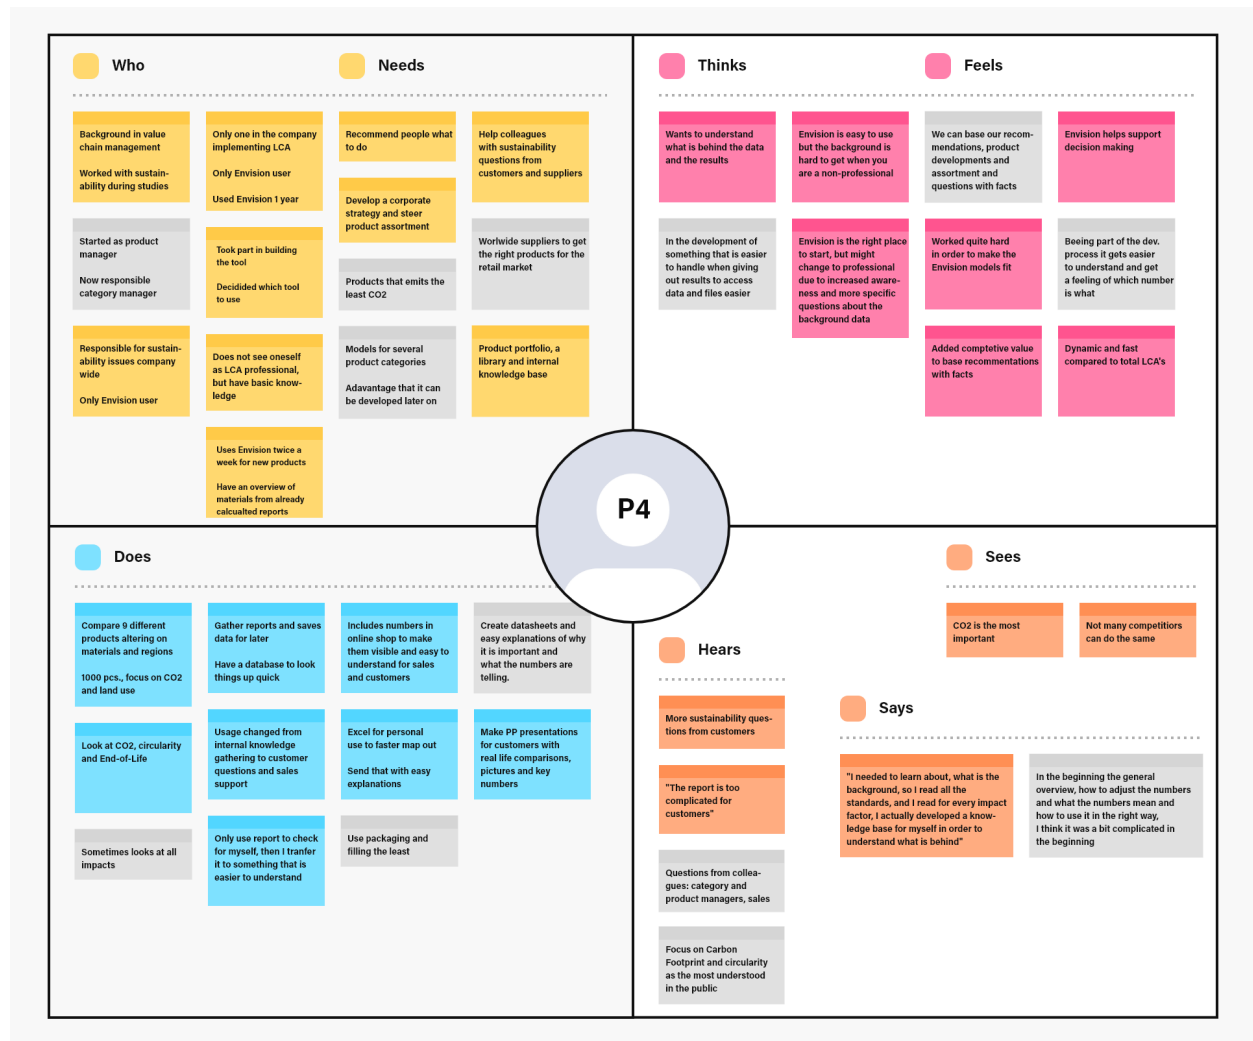 Who
Background in value
chain management
Worked with sustain-
ability during studies
Started as product
manager
Now responsible
category manager
Responsible for sustain-
ability issues company
wide
Only Envision user
Only one in the company
implementing LCA
Only Envision user
Used Envision 1 year
Took part in building
the tool
Decidided which tool
to use
Does not see oneself
as LCA professional,
but have basic know-
ledge
Uses Envision twice a
week for new products
Have an overview of
materials from already
calcualted reports
Needs
Recommend people what
to do
Develop a corporate
strategy and steer
product assortment
Products that emits the
least CO2
Models for several
product categories
Adavantage that it can
be developed later on
Help colleagues
with sustainability
questions from
customers and suppliers
Worlwide suppliers to get
the right products for the
retail market
Product portfolio, a
library and internal
knowledge base
Thinks
Wants to understand
what is behind the data
and the results
In the development of
something that is easier
to handle when giving
out results to access
data and files easier
Envision is easy to use
but the background is
hard to get when you
are a non-professional
Envision is the right place
to start, but might
change to professional
due to increased aware-
ness and more specific
questions about the
background data
Feels
We can base our recom-
mendations, product
developments and
assortment and
questions with facts
Worked quite hard
in order to make the
Envision models fit
Added comptetive value
to base recommentations
with facts
Envision helps support
decision making
Beeing part of the dev.
process it gets easier
to understand and get
a feeling of which number
is what
Dynamic and fast
compared to total LCA's
P4
Does
Compare 9 different
products altering on
materials and regions
1000 pcs., focus on CO2
and land use
Look at CO2, circularity
and End-of-Life
Sometimes looks at all
impacts
Gather reports and saves
data for later
Have a database to look
things up quick
Usage changed from
internal knowledge
gathering to customer
questions and sales
support
Only use report to check
for myself, then I tranfer
it to something that is
easier to understand
Includes numbers in
online shop to make
them visible and easy to
understand for sales
and customers
Excel for personal
use to faster map out
Send that with easy
explanations
Use packaging and
filling the least
Create datasheets and
easy explanations of why
it is important and
what the numbers are
telling.
Make PP presentations
for customers with
real life comparisons,
pictures and key
numbers
Hears
More sustainability ques-
tions from customers
"The report is too
complicated for
customers"
Questions from collea-
gues: category and
product managers, sales
Focus on Carbon
Footprint and circularity
as the most understood
in the public
Sees
CO2 is the most
important
Not many competitiors
can do the same
Says
"I needed to learn about, what is the
background, so I read all the
standards, and I read for every impact
factor, I actually developed a know-
ledge base for myself in order to
understand what is behind"
In the beginning the general
overview, how to adjust the numbers
and what the numbers mean and
how to use it in the right way,
I think it was a bit complicated in
the beginning